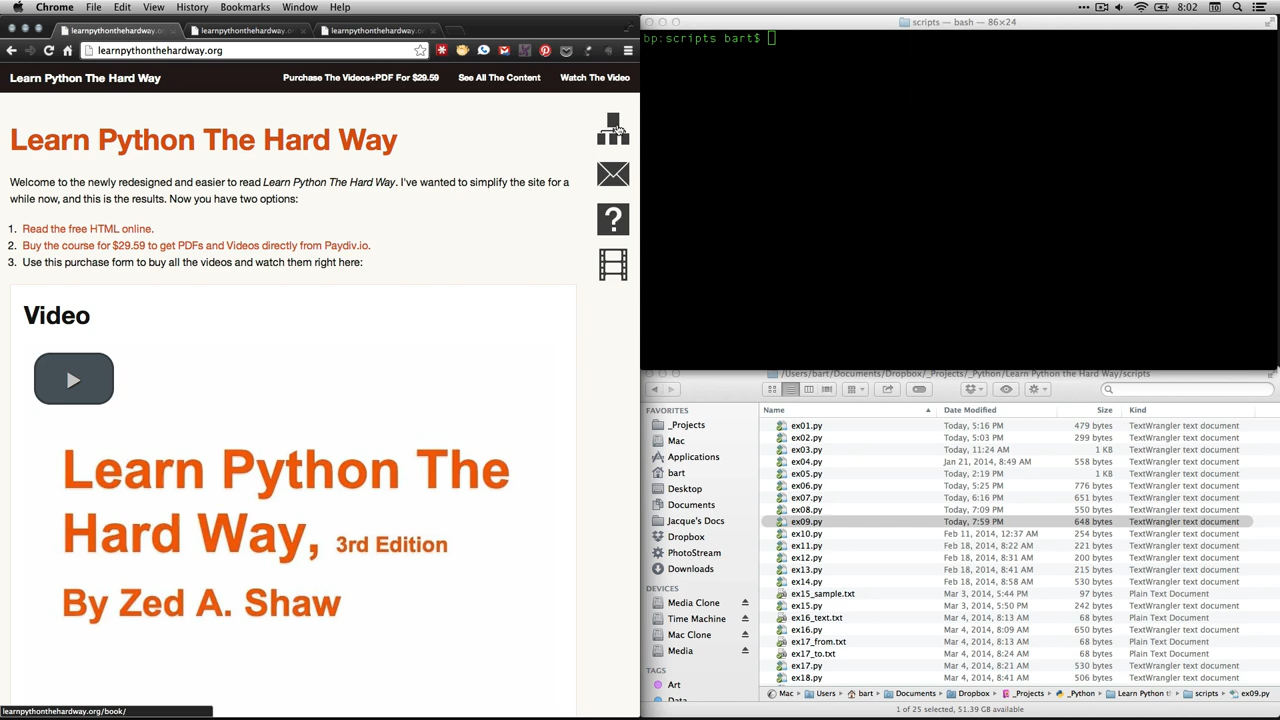 Chrome File Edit View History Bookmarks Window Help 8:02
learnpythonthehardway.or
learnpythonthehardway.or
learnpythonthehardway.or
learnpythonthehardway.org
Learn Python The Hard Way Purchase The Videos+PDF For $29.59 See All The Content Watch The Video
Learn Python The Hard Way
Welcome to the newly redesigned and easier to read Learn Python The Hard Way. I've wanted to simplify the site for a
while now, and this is the results. Now you have two options:
1. Read the free HTML online.
2. Buy the course for $29.59 to get PDFs and Videos directly from Paydiv.io.
3. Use this purchase form to buy all the videos and watch them right here:
?
Video
Learn Python The
Hard Way, 3rd Edition
By Zed A. Shaw
learnpythonthehardway.org/book/
scripts — bash — 86×24
bp:scripts bart$
/Users/bart/Documents/Dropbox/_Projects/_Python/Learn Python the Hard Way/scripts
FAVORITES
_Projects
Mac
Applications
bart
Desktop
Documents
Jacque's Docs
Dropbox
PhotoStream
Downloads
DEVICES
Media Clone
Time Machine
Mac Clone
Media
TAGS
Art
Data
Name Date Modified Size Kind
ex01.py Today, 5:16 PM 479 bytes TextWrangler text document
ex02.py Today, 5:03 PM 299 bytes TextWrangler text document
ex03.py Today, 11:24 AM 1 KB TextWrangler text document
ex04.py Jan 21, 2014, 8:49 AM 558 bytes TextWrangler text document
ex05.py Today, 2:19 PM 1 KB TextWrangler text document
ex06.py Today, 5:25 PM 776 bytes TextWrangler text document
ex07.py Today, 6:16 PM 651 bytes TextWrangler text document
ex08.py Today, 7:09 PM 550 bytes TextWrangler text document
ex09.py Today, 7:59 PM 648 bytes TextWrangler text document
ex10.py Feb 11, 2014, 12:37 AM 254 bytes TextWrangler text document
ex11.py Feb 18, 2014, 8:22 AM 221 bytes TextWrangler text document
ex12.py Feb 18, 2014, 8:31 AM 200 bytes TextWrangler text document
ex13.py Feb 18, 2014, 8:41 AM 215 bytes TextWrangler text document
ex14.py Feb 18, 2014, 8:58 AM 530 bytes TextWrangler text document
ex15_sample.txt Mar 3, 2014, 5:44 PM 97 bytes Plain Text Document
ex15.py Mar 3, 2014, 5:50 PM 242 bytes TextWrangler text document
ex16_text.txt Mar 4, 2014, 8:13 AM 68 bytes Plain Text Document
ex16.py Mar 4, 2014, 8:09 AM 650 bytes TextWrangler text document
ex17_from.txt Mar 4, 2014, 8:13 AM 68 bytes Plain Text Document
ex17_to.txt Mar 4, 2014, 8:24 AM 68 bytes Plain Text Document
ex17.py Mar 4, 2014, 8:21 AM 530 bytes TextWrangler text document
ex18.py Mar 4, 2014, 8:41 AM 506 bytes TextWrangler text document
Mac Users bart Documents Dropbox _Projects _Python Learn Python t scripts ex09.py
1 of 25 selected, 51.39 GB available